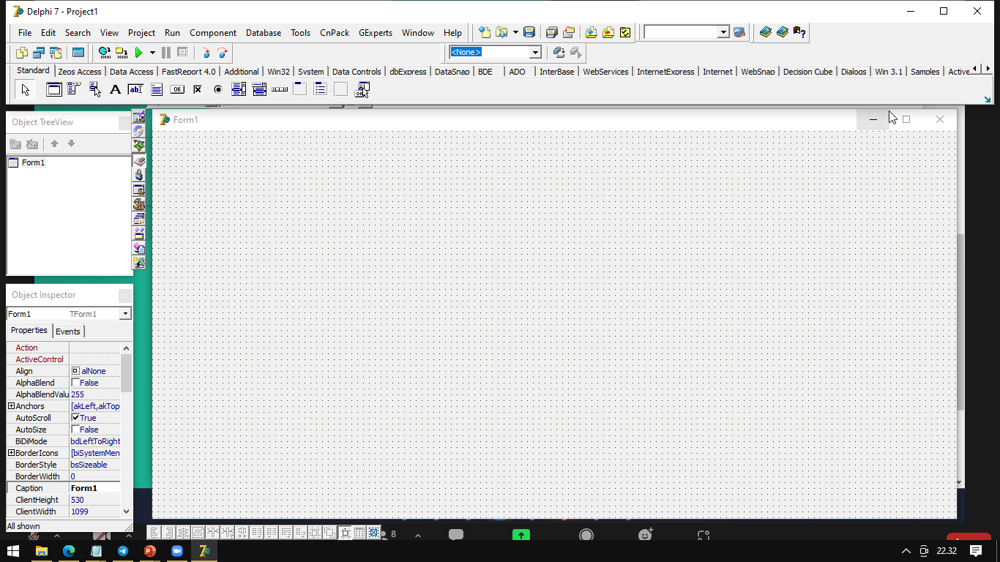 Delphi 7 - Project1
File Edit Search View Project Run Component Database Tools CnPack GExperts Window Help
<None>
Standard Zeos Access Data Access FastReport 4.0 Additional Win32 System Data Controls dbExpress DataSnap BDE ADO InterBase WebServices InternetExpress Internet WebSnap Decision Cube Dialogs Win 3.1 Samples Active
A ab OK
Object TreeView
Form1
Form1
Object Inspector
Form1 TForm1
Properties Events
Action
ActiveControl
Align alNone
AlphaBlend False
AlphaBlendValu 255
Anchors [akLeft,akTop
AutoScroll True
AutoSize False
BiDiMode bdLeftToRight
BorderIcons [biSystemMen
BorderStyle bsSizeable
BorderWidth 0
Caption Form1
ClientHeight 530
ClientWidth 1099
All shown
8
22.32